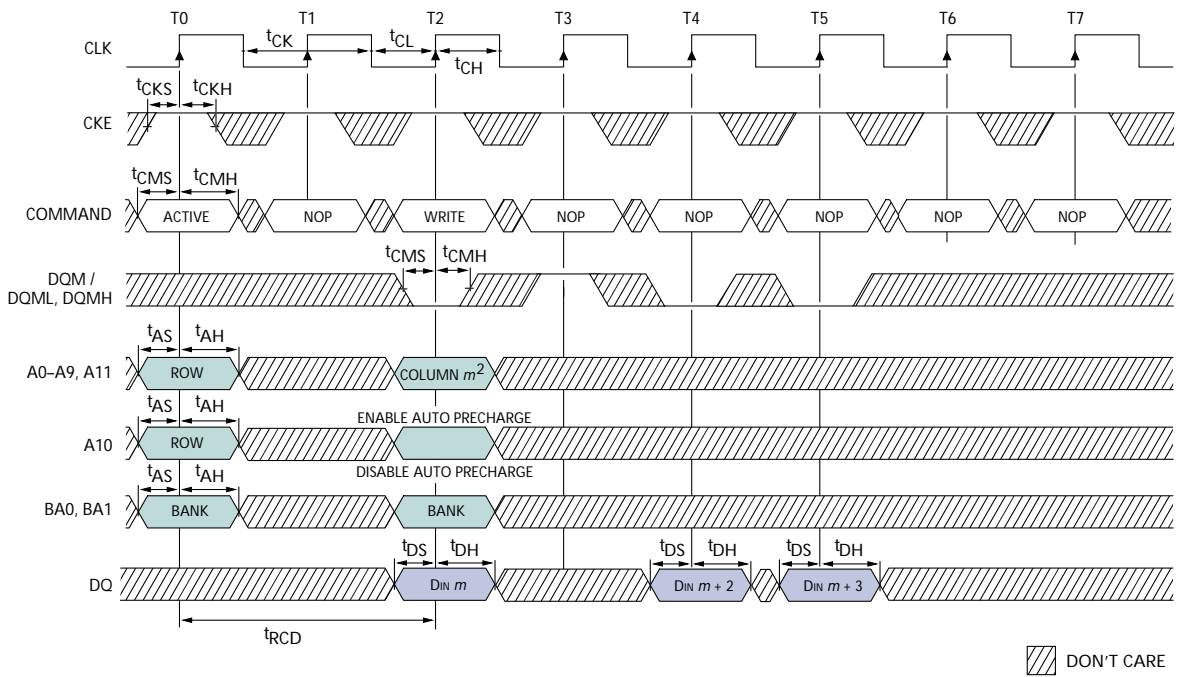 T0 T1 T2 T3 T4 T5 T6 T7
CLK tCK tCL tCH
tCKS tCKH
CKE
tCMS tCMH
COMMAND ACTIVE NOP WRITE NOP NOP NOP NOP NOP
tCMS tCMH
DQM /
DQML, DQMH
tAS tAH
A0–A9, A11 ROW COLUMN m2
tAS tAH ENABLE AUTO PRECHARGE
A10 ROW
DISABLE AUTO PRECHARGE
tAS tAH
BA0, BA1 BANK BANK
tDS tDH tDS tDH tDS tDH
DQ DIN m DIN m + 2 DIN m + 3
tRCD
DON'T CARE